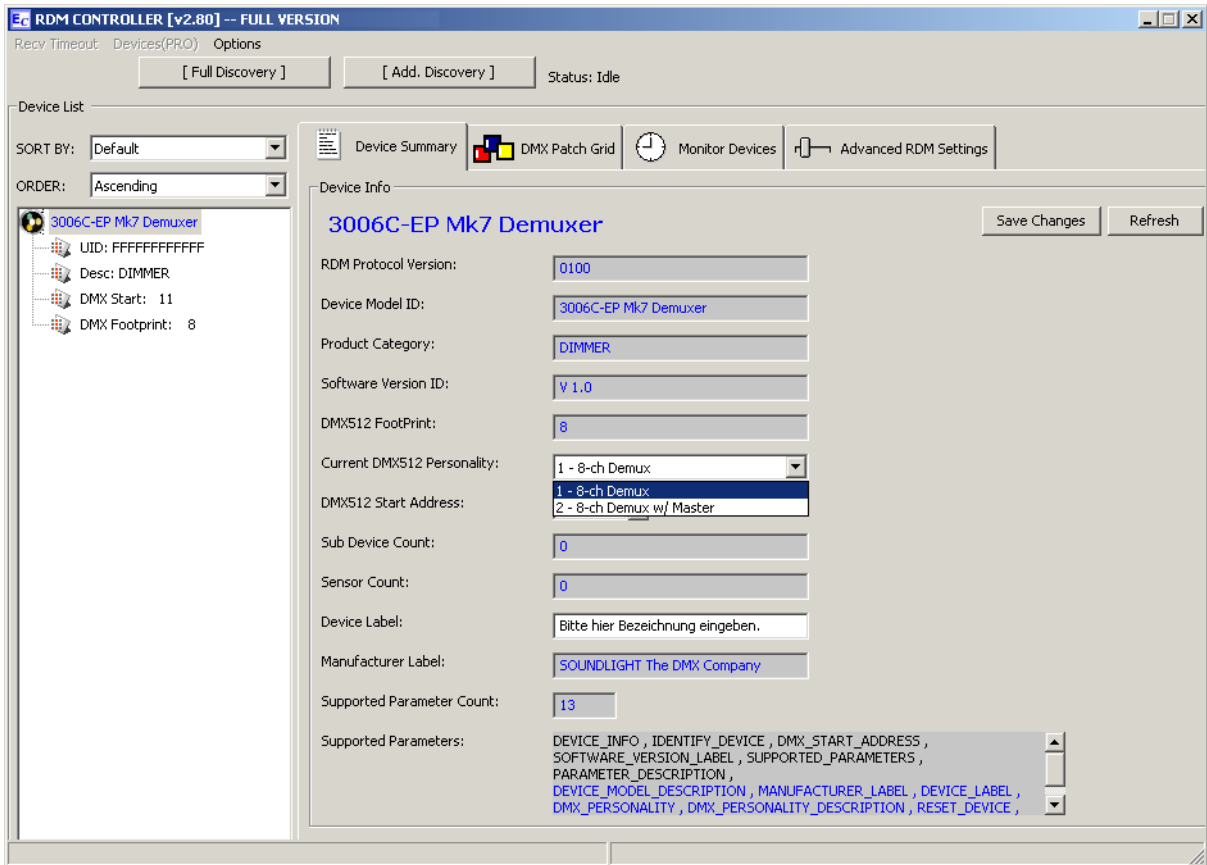 EC RDM CONTROLLER [v2.80] -- FULL VERSION
Recv Timeout Devices(PRO) Options
[ Full Discovery ] [ Add. Discovery ] Status: Idle
Device List
SORT BY: Default
ORDER: Ascending
3006C-EP Mk7 Demuxer
UID: FFFFFFFFFFFF
Desc: DIMMER
DMX Start: 11
DMX Footprint: 8
Device Summary DMX Patch Grid Monitor Devices Advanced RDM Settings
Device Info
3006C-EP Mk7 Demuxer Save Changes Refresh
RDM Protocol Version: 0100
Device Model ID: 3006C-EP Mk7 Demuxer
Product Category: DIMMER
Software Version ID: V 1.0
DMX512 FootPrint: 8
Current DMX512 Personality: 1 - 8-ch Demux
1 - 8-ch Demux
2 - 8-ch Demux w/ Master
DMX512 Start Address:
Sub Device Count: 0
Sensor Count: 0
Device Label: Bitte hier Bezeichnung eingeben.
Manufacturer Label: SOUNDLIGHT The DMX Company
Supported Parameter Count: 13
Supported Parameters: DEVICE_INFO , IDENTIFY_DEVICE , DMX_START_ADDRESS ,
SOFTWARE_VERSION_LABEL , SUPPORTED_PARAMETERS ,
PARAMETER_DESCRIPTION ,
DEVICE_MODEL_DESCRIPTION , MANUFACTURER_LABEL , DEVICE_LABEL ,
DMX_PERSONALITY , DMX_PERSONALITY_DESCRIPTION , RESET_DEVICE ,